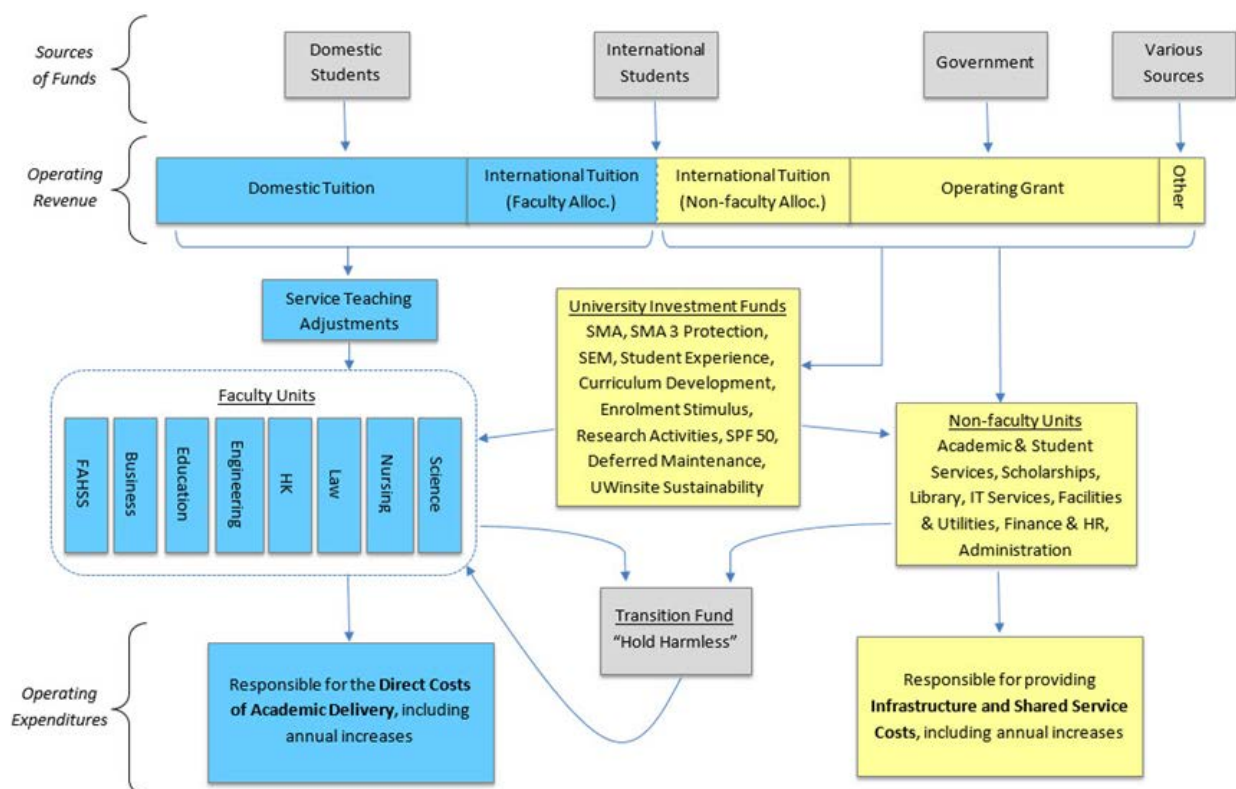 Sources
of Funds
Domestic
Students
International
Students
Government
Various
Sources
Operating
Revenue
Domestic Tuition
International Tuition
(Faculty Alloc.)
International Tuition
(Non-faculty Alloc.)
Operating Grant
Other
Service Teaching
Adjustments
University Investment Funds
SMA, SMA 3 Protection,
SEM, Student Experience,
Curriculum Development,
Enrolment Stimulus,
Research Activities, SPF 50,
Deferred Maintenance,
UWinsite Sustainability
Faculty Units
FAHSS
Business
Education
Engineering
HK
Law
Nursing
Science
Non-faculty Units
Academic & Student
Services, Scholarships,
Library, IT Services, Facilities
& Utilities, Finance & HR,
Administration
Transition Fund
“Hold Harmless”
Operating
Expenditures
Responsible for the Direct Costs
of Academic Delivery, including
annual increases
Responsible for providing
Infrastructure and Shared Service
Costs, including annual increases